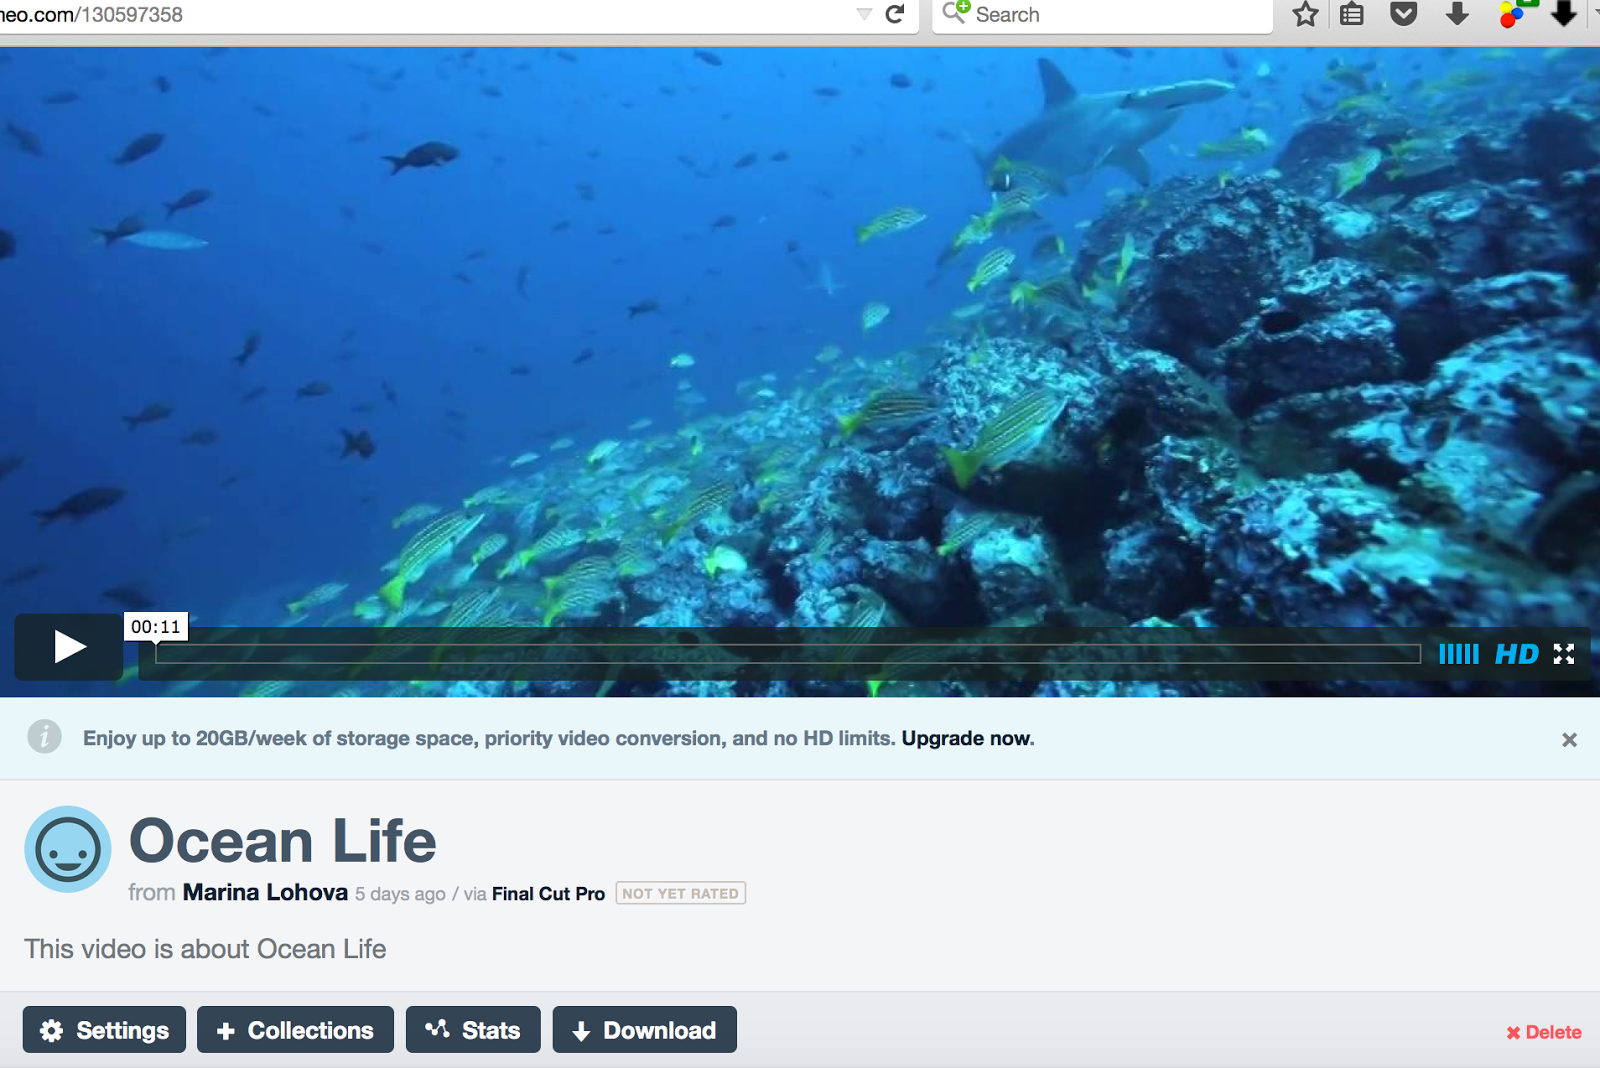 neo.com/130597358
Search
00:11
HD
Enjoy up to 20GB/week of storage space, priority video conversion, and no HD limits. Upgrade now.
Ocean Life
from Marina Lohova 5 days ago / via Final Cut Pro NOT YET RATED
This video is about Ocean Life
Settings + Collections Stats Download
Delete